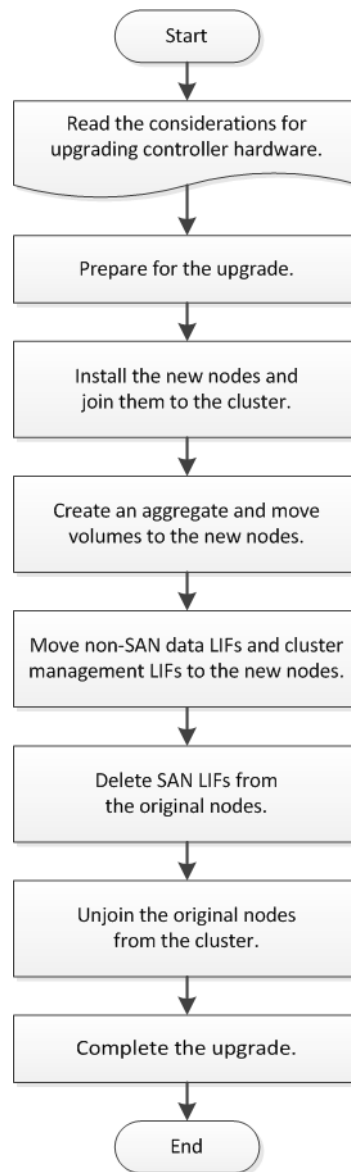 Start
Read the considerations for
upgrading controller hardware.
Prepare for the upgrade.
Install the new nodes and
join them to the cluster.
Create an aggregate and move
volumes to the new nodes.
Move non-SAN data LIFs and cluster
management LIFs to the new nodes.
Delete SAN LIFs from
the original nodes.
Unjoin the original nodes
from the cluster.
Complete the upgrade.
End